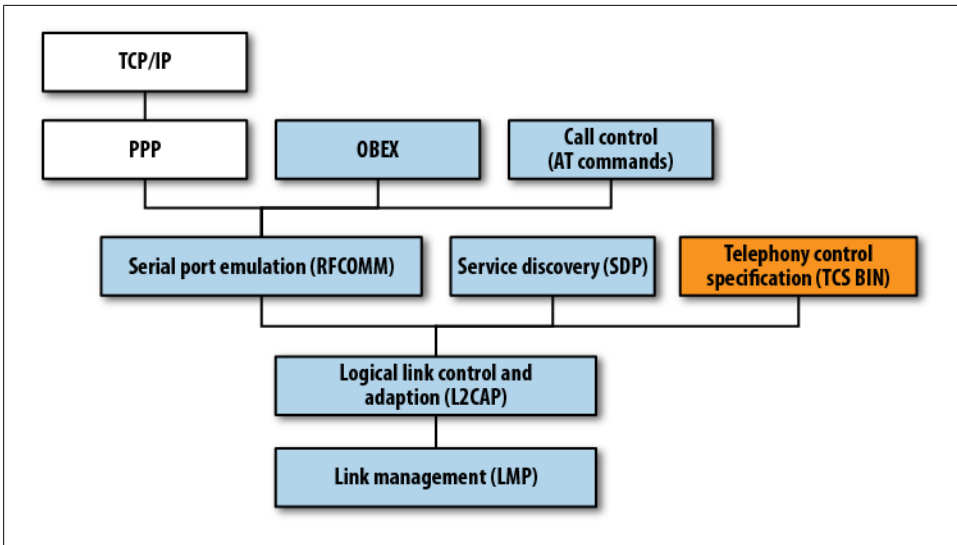 TCP/IP
PPP
OBEX
Call control
(AT commands)
Serial port emulation (RFCOMM)
Service discovery (SDP)
Telephony control
specification (TCS BIN)
Logical link control and
adaption (L2CAP)
Link management (LMP)